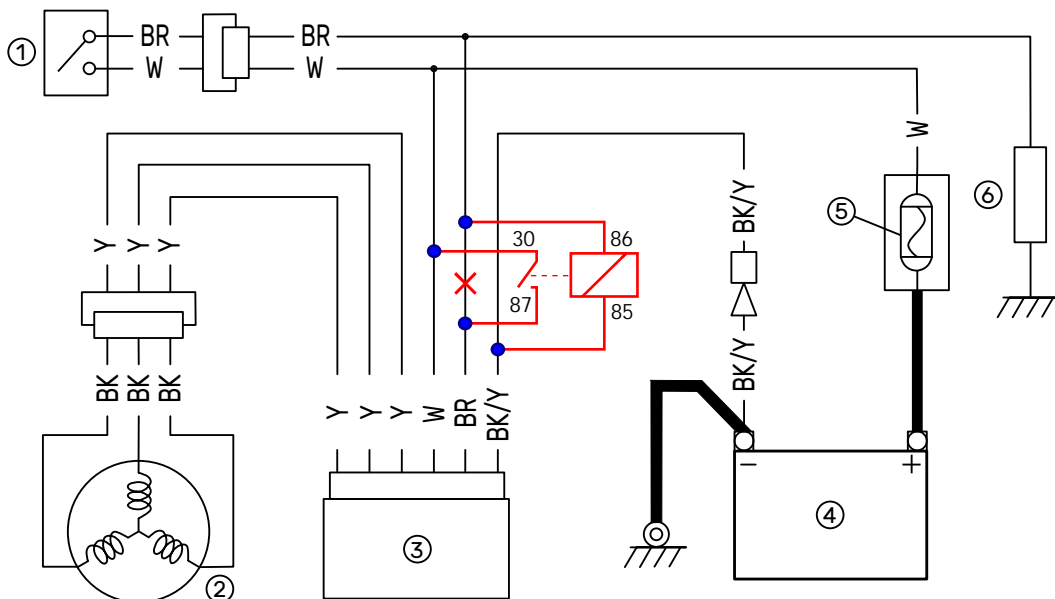 ① BR BR
W W
W
BK/Y
⑥
⑤
Y Y Y
30 86
87 85
BK/Y
BK BK BK
Y Y Y W BR BK/Y
− +
④
③
②